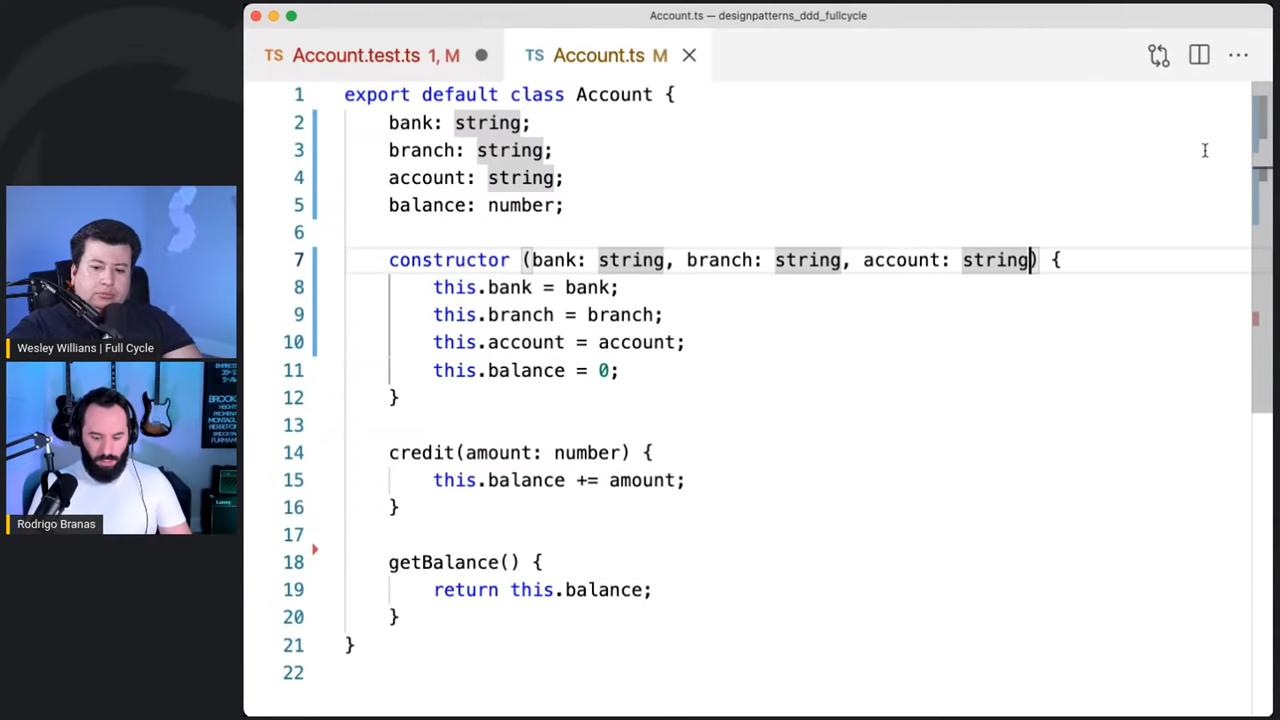 Account.ts — designpatterns_ddd_fullcycle
TS Account.test.ts 1, M
TS Account.ts M
1 export default class Account {
2 bank: string;
3 branch: string;
4 account: string;
5 balance: number;
6
7 constructor (bank: string, branch: string, account: string) {
8 this.bank = bank;
9 this.branch = branch;
10 this.account = account;
11 this.balance = 0;
12 }
13
14 credit(amount: number) {
15 this.balance += amount;
16 }
17
18 getBalance() {
19 return this.balance;
20 }
21 }
22
Wesley Willians | Full Cycle
BROOK
HEIGHTS
Rodrigo Branas